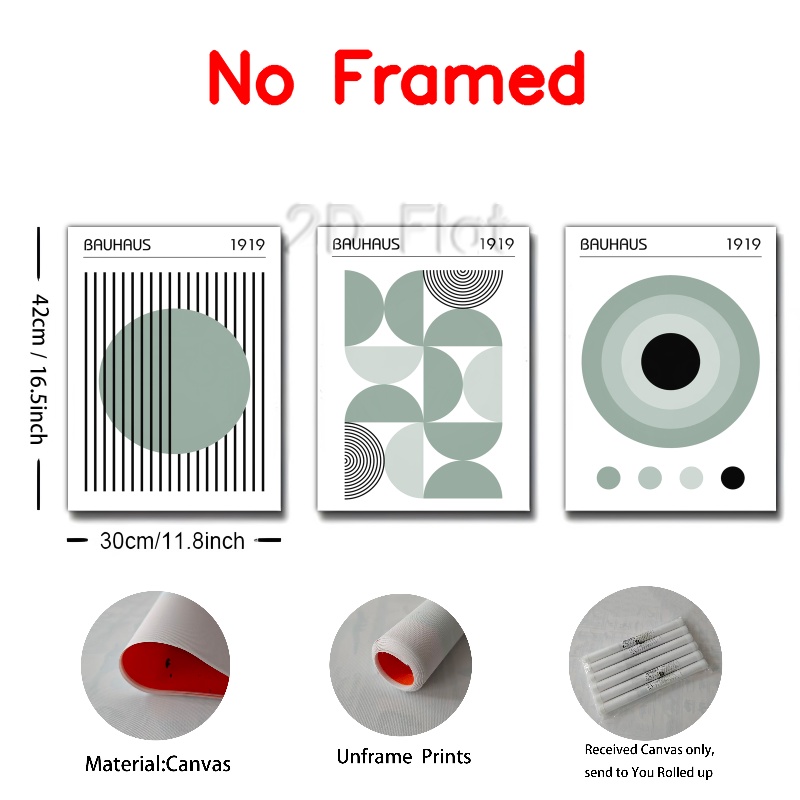 No Framed
2D Flat
BAUHAUS 1919
BAUHAUS 1919
BAUHAUS 1919
42cm / 16.5inch
30cm/11.8inch
Material:Canvas
Unframe Prints
Received Canvas only,
send to You Rolled up